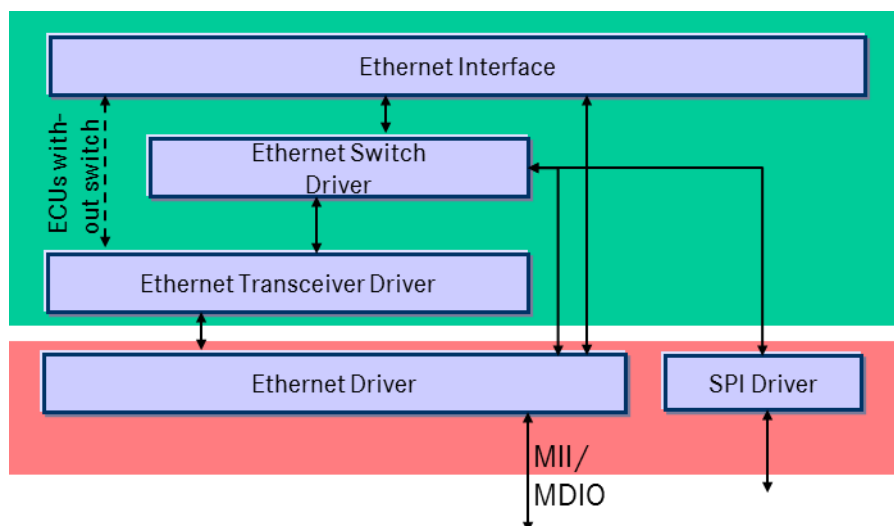 Ethernet Interface
ECUs with-
out switch
Ethernet Switch
Driver
Ethernet Transceiver Driver
Ethernet Driver
SPI Driver
MII/
MDIO